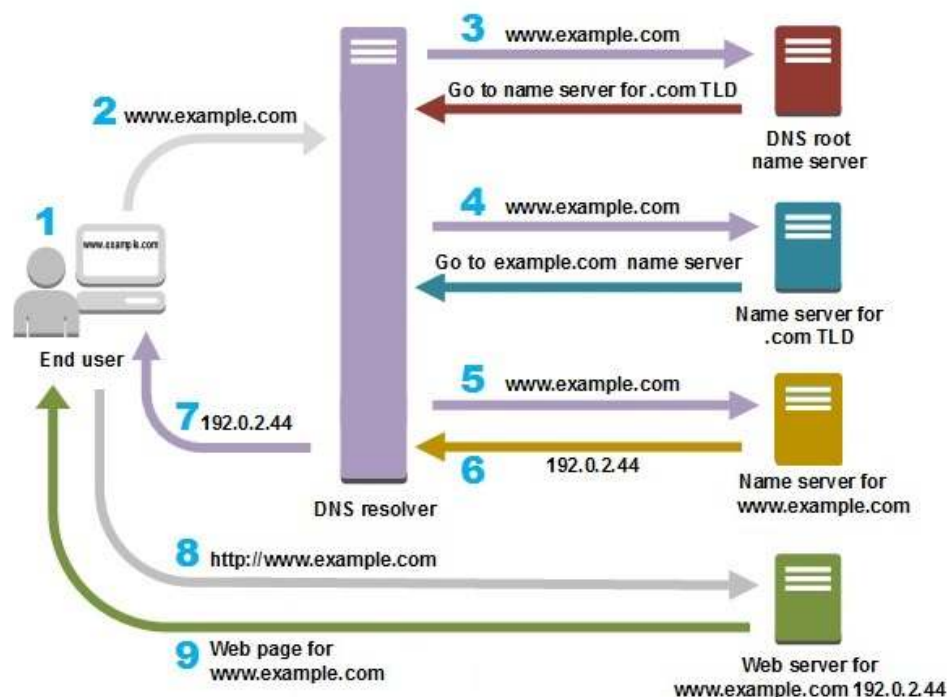 3 www.example.com
Go to name server for .com TLD
DNS root
name server
2 www.example.com
1
www.example.com
End user
4 www.example.com
Go to example.com name server
Name server for
.com TLD
5 www.example.com
6 192.0.2.44
Name server for
www.example.com
7 192.0.2.44
DNS resolver
8 http://www.example.com
9 Web page for
www.example.com
Web server for
www.example.com 192.0.2.44